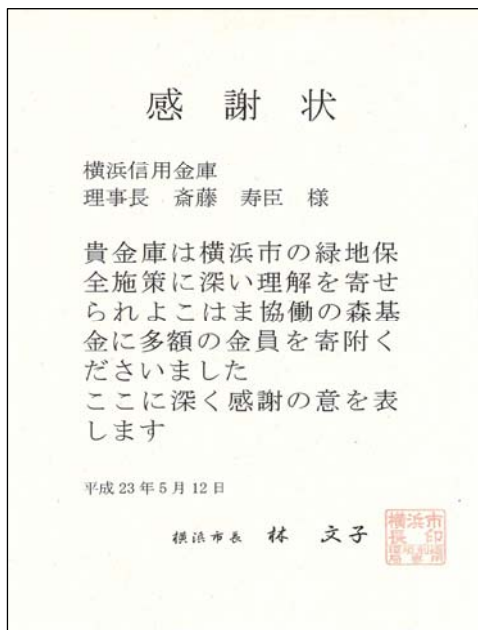 感謝状
横浜信用金庫
理事長 斎藤 寿臣 様
貴金庫は横浜市の緑地保
全施策に深い理解を寄せ
られよこはま協働の森基
金に多額の金員を寄附く
ださいました
ここに深く感謝の意を表
します
平成23年5月12日
横浜市長 林 文子
横浜市
長印